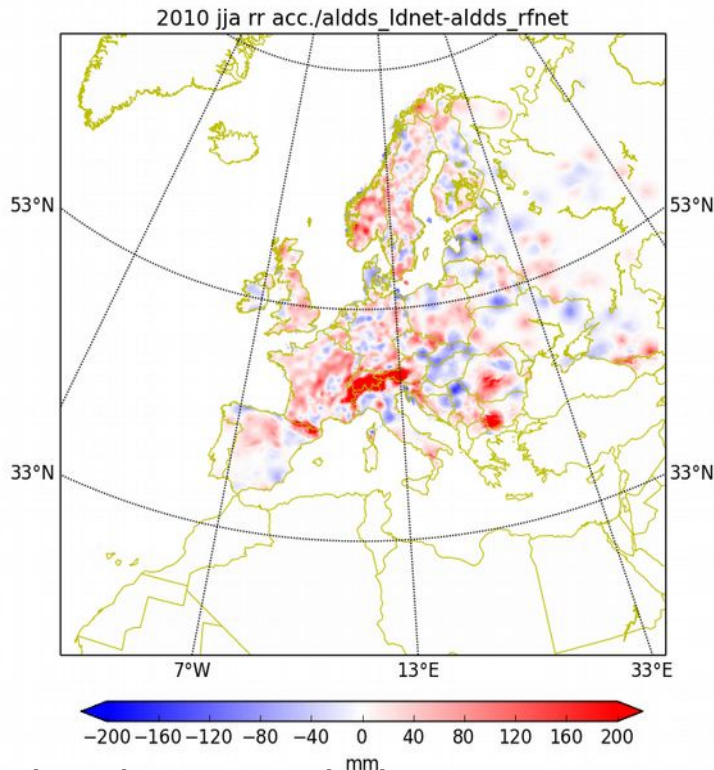 2010 jja rr acc./aldds_ldnet-aldds_rfnet
53°N 53°N
33°N 33°N
7°W 13°E 33°E
−200 −160 −120 −80 −40 0 40 80 120 160 200
mm